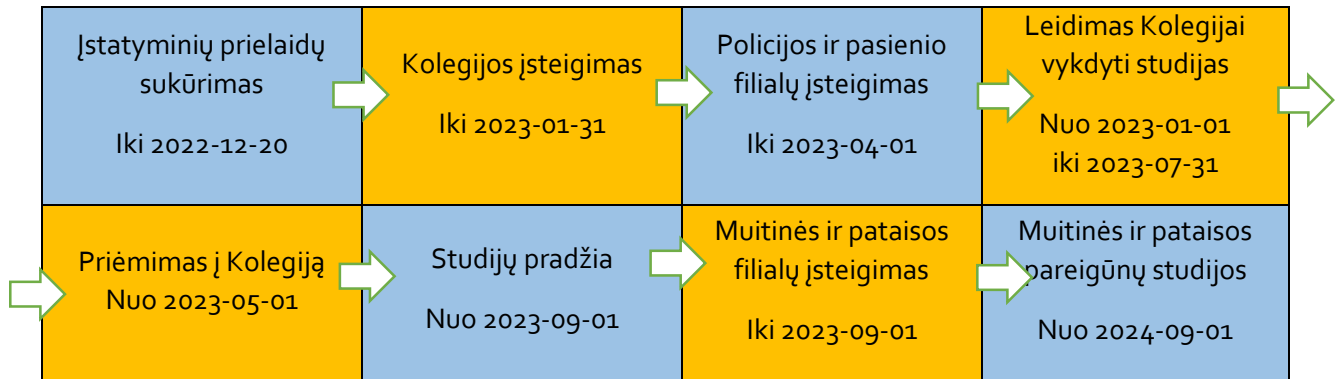 Įstatyminių prielaidų
sukūrimas
Iki 2022-12-20
Kolegijos įsteigimas
Iki 2023-01-31
Policijos ir pasienio
filialų įsteigimas
Iki 2023-04-01
Leidimas Kolegijai
vykdyti studijas
Nuo 2023-01-01
iki 2023-07-31
Priėmimas į Kolegiją
Nuo 2023-05-01
Studijų pradžia
Nuo 2023-09-01
Muitinės ir pataisos
filialų įsteigimas
Iki 2023-09-01
Muitinės ir pataisos
pareigūnų studijos
Nuo 2024-09-01